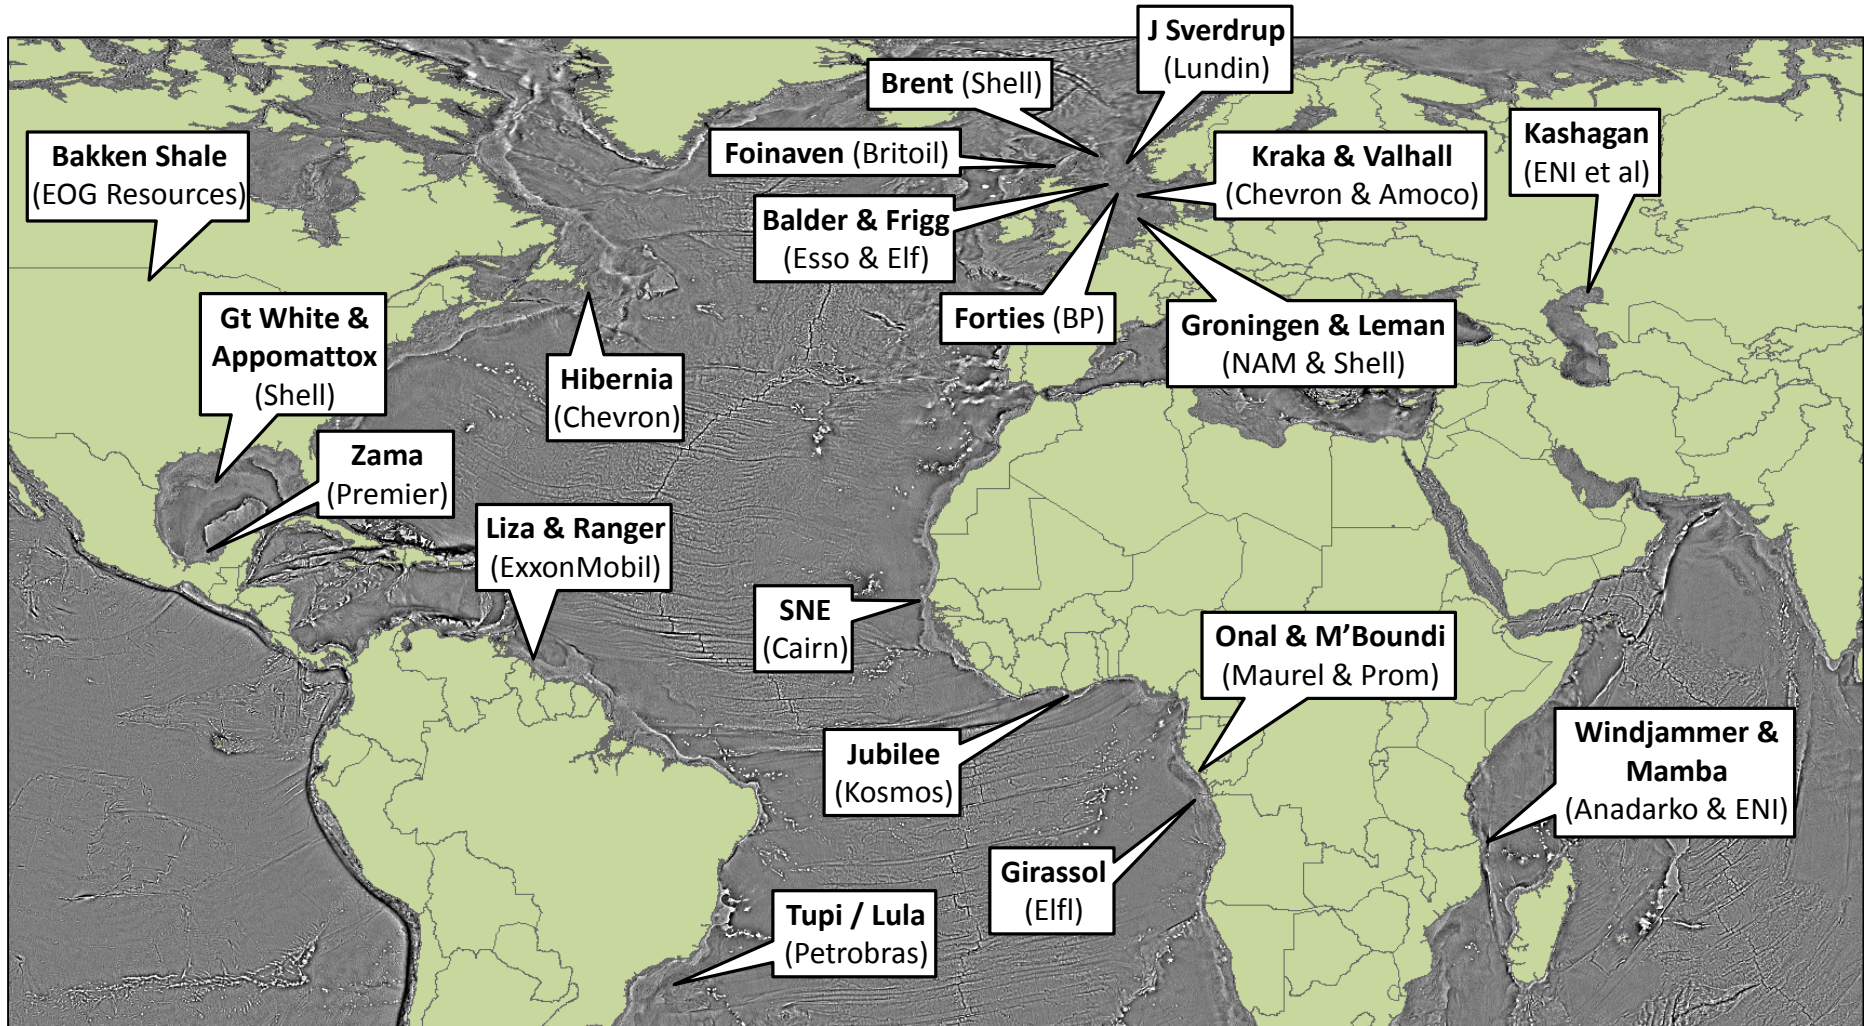 J Sverdrup
(Lundin)
Brent (Shell)
Foinaven (Britoil)
Kraka & Valhall
(Chevron & Amoco)
Kashagan
(ENI et al)
Bakken Shale
(EOG Resources)
Balder & Frigg
(Esso & Elf)
Forties (BP)
Groningen & Leman
(NAM & Shell)
Gt White &
Appomattox
(Shell)
Hibernia
(Chevron)
Zama
(Premier)
Liza & Ranger
(ExxonMobil)
SNE
(Cairn)
Onal & M’Boundi
(Maurel & Prom)
Jubilee
(Kosmos)
Windjammer &
Mamba
(Anadarko & ENI)
Girassol
(Elfl)
Tupi / Lula
(Petrobras)